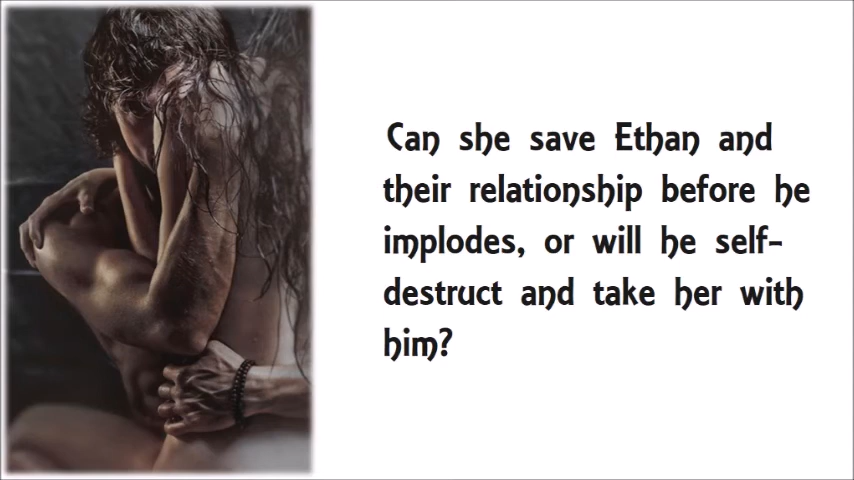 Can she save Ethan and
their relationship before he
implodes, or will he self-
destruct and take her with
him?